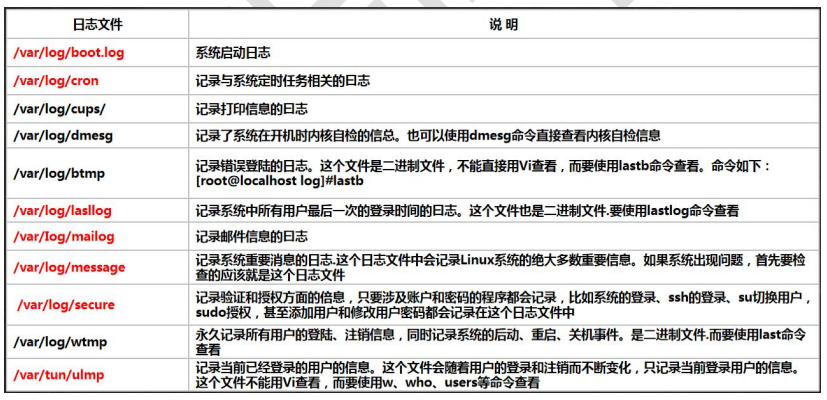 日志文件 说 明
/var/log/boot.log 系统启动日志
/var/log/cron 记录与系统定时任务相关的曰志
/var/log/cups/ 记录打印信息的曰志
/var/log/dmesg 记录了系统在开机时内核自检的信总。也可以使用dmesg命令直接查看内核自检信息
/var/log/btmp 记录错误登陆的日志。这个文件是二进制文件，不能直接用Vi查看，而要使用lastb命令查看。命令如下：
[root@localhost log]#lastb
/var/log/lasllog 记录系统中所有用户最后一次的登录时间的日志。这个文件也是二进制文件.要使用lastlog命令查看
/var/Iog/mailog 记录邮件信息的曰志
/var/log/message 记录系统重要消息的日志.这个日志文件中会记录Linux系统的绝大多数重要信息。如果系统出现问题，首先要检
查的应该就是这个日志文件
/var/log/secure 记录验证和授权方面的倍息，只要涉及账户和密码的程序都会记录，比如系统的登录、ssh的登录、su切换用户，
sudo授权，甚至添加用户和修改用户密码都会记录在这个日志文件中
/var/log/wtmp 永久记录所有用户的登陆、注销信息，同时记录系统的后动、重启、关机事件。是二进制文件.而要使用last命令
查看
/var/tun/ulmp 记录当前已经登录的用户的信息。这个文件会随着用户的登录和注销而不断变化，只记录当前登录用户的信息。
这个文件不能用Vi查看，而要使用w、who、users等命令查看